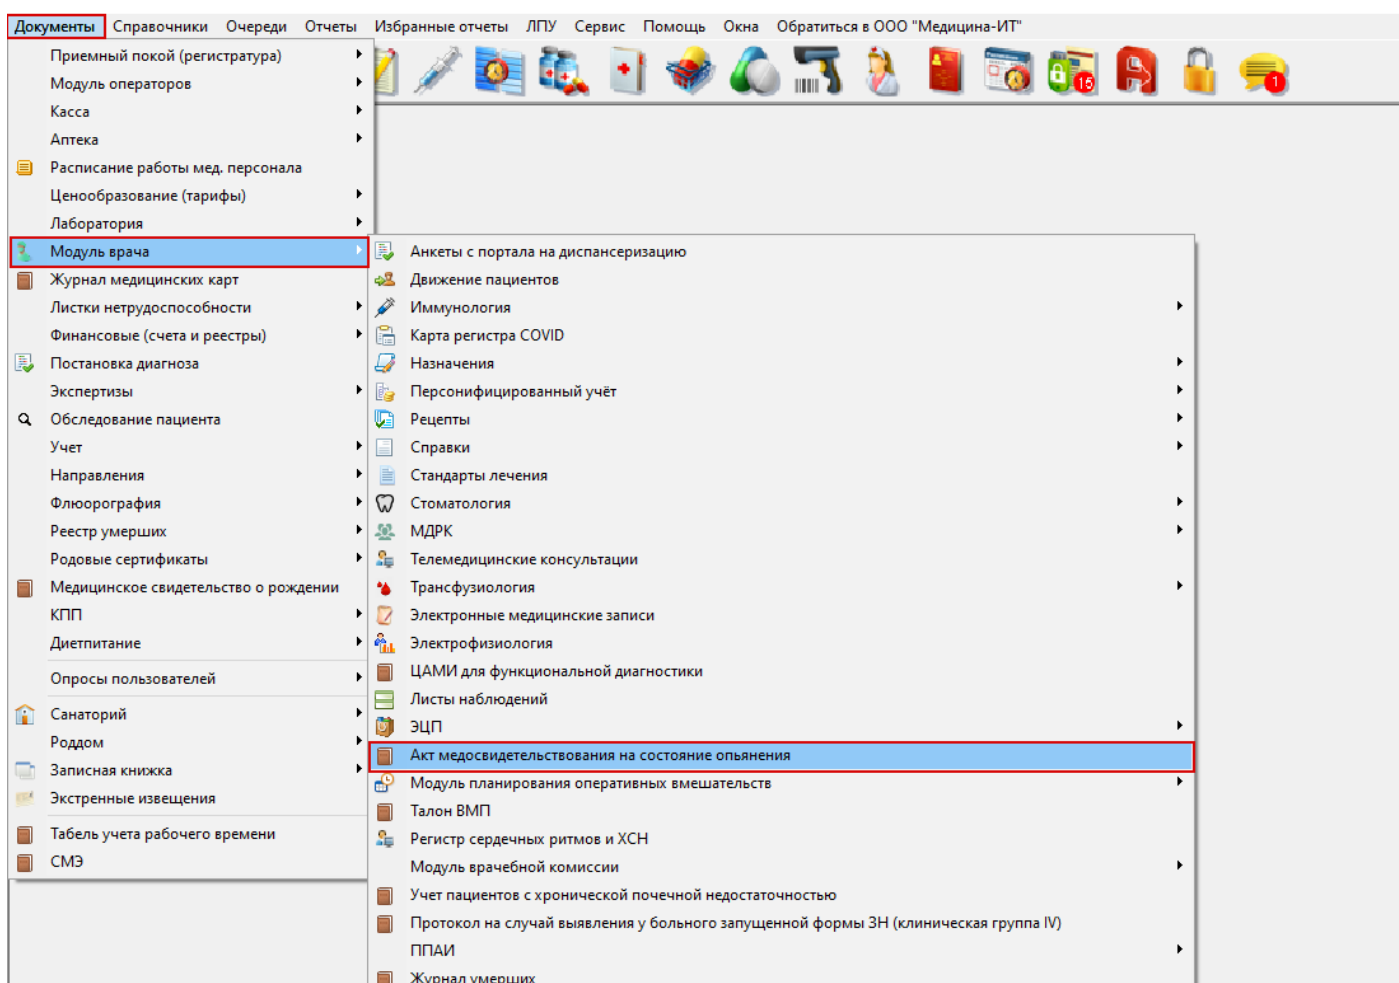 Документы Справочники Очереди Отчеты Избранные отчеты ЛПУ Сервис Помощь Окна Обратиться в ООО "Медицина-ИТ"
15
1
Приемный покой (регистратура)
Модуль операторов
Касса
Аптека
Расписание работы мед. персонала
Ценообразование (тарифы)
Лаборатория
Модуль врача
Журнал медицинских карт
Листки нетрудоспособности
Финансовые (счета и реестры)
Постановка диагноза
Экспертизы
Обследование пациента
Учет
Направления
Флюорография
Реестр умерших
Родовые сертификаты
Медицинское свидетельство о рождении
КПП
Диетпитание
Опросы пользователей
Санаторий
Роддом
Записная книжка
Экстренные извещения
Табель учета рабочего времени
СМЭ
Анкеты с портала на диспансеризацию
Движение пациентов
Иммунология
Карта регистра COVID
Назначения
Персонифицированный учёт
Рецепты
Справки
Стандарты лечения
Стоматология
МДРК
Телемедицинские консультации
Трансфузиология
Электронные медицинские записи
Электрофизиология
ЦАМИ для функциональной диагностики
Листы наблюдений
ЭЦП
Акт медосвидетельствования на состояние опьянения
Модуль планирования оперативных вмешательств
Талон ВМП
Регистр сердечных ритмов и ХСН
Модуль врачебной комиссии
Учет пациентов с хронической почечной недостаточностью
Протокол на случай выявления у больного запущенной формы ЗН (клиническая группа IV)
ППАИ
Журнал умерших